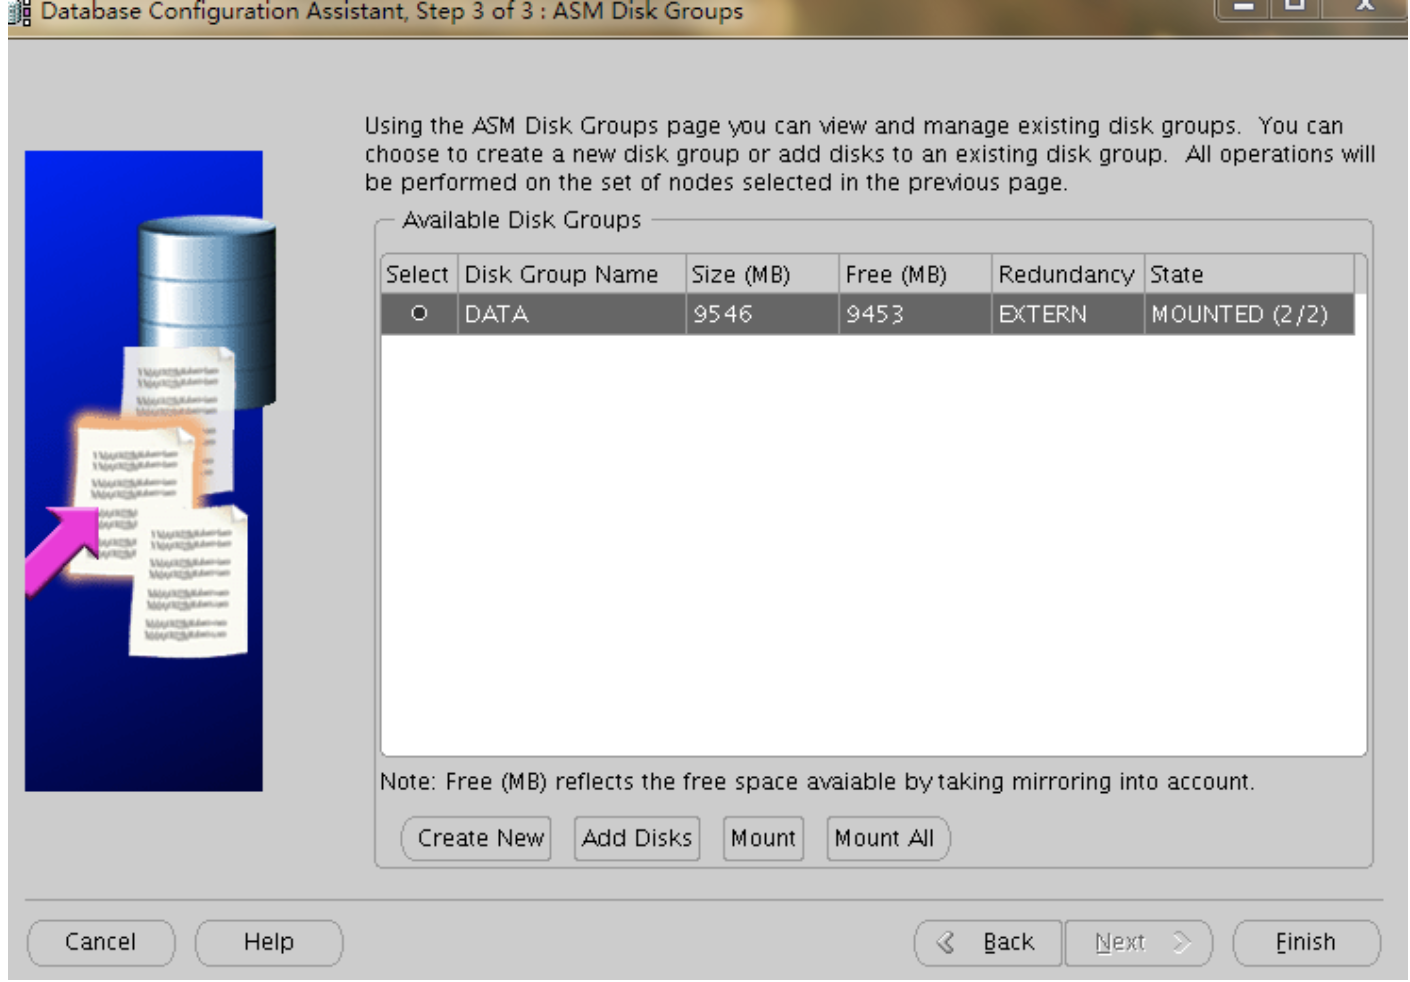 Database Configuration Assistant, Step 3 of 3 : ASM Disk Groups
Using the ASM Disk Groups page you can view and manage existing disk groups. You can
choose to create a new disk group or add disks to an existing disk group. All operations will
be performed on the set of nodes selected in the previous page.
Available Disk Groups
Select Disk Group Name Size (MB) Free (MB) Redundancy State
DATA 9546 9453 EXTERN MOUNTED (2/2)
Note: Free (MB) reflects the free space avaiable by taking mirroring into account.
Create New Add Disks Mount Mount All
Cancel Help Back Next Finish